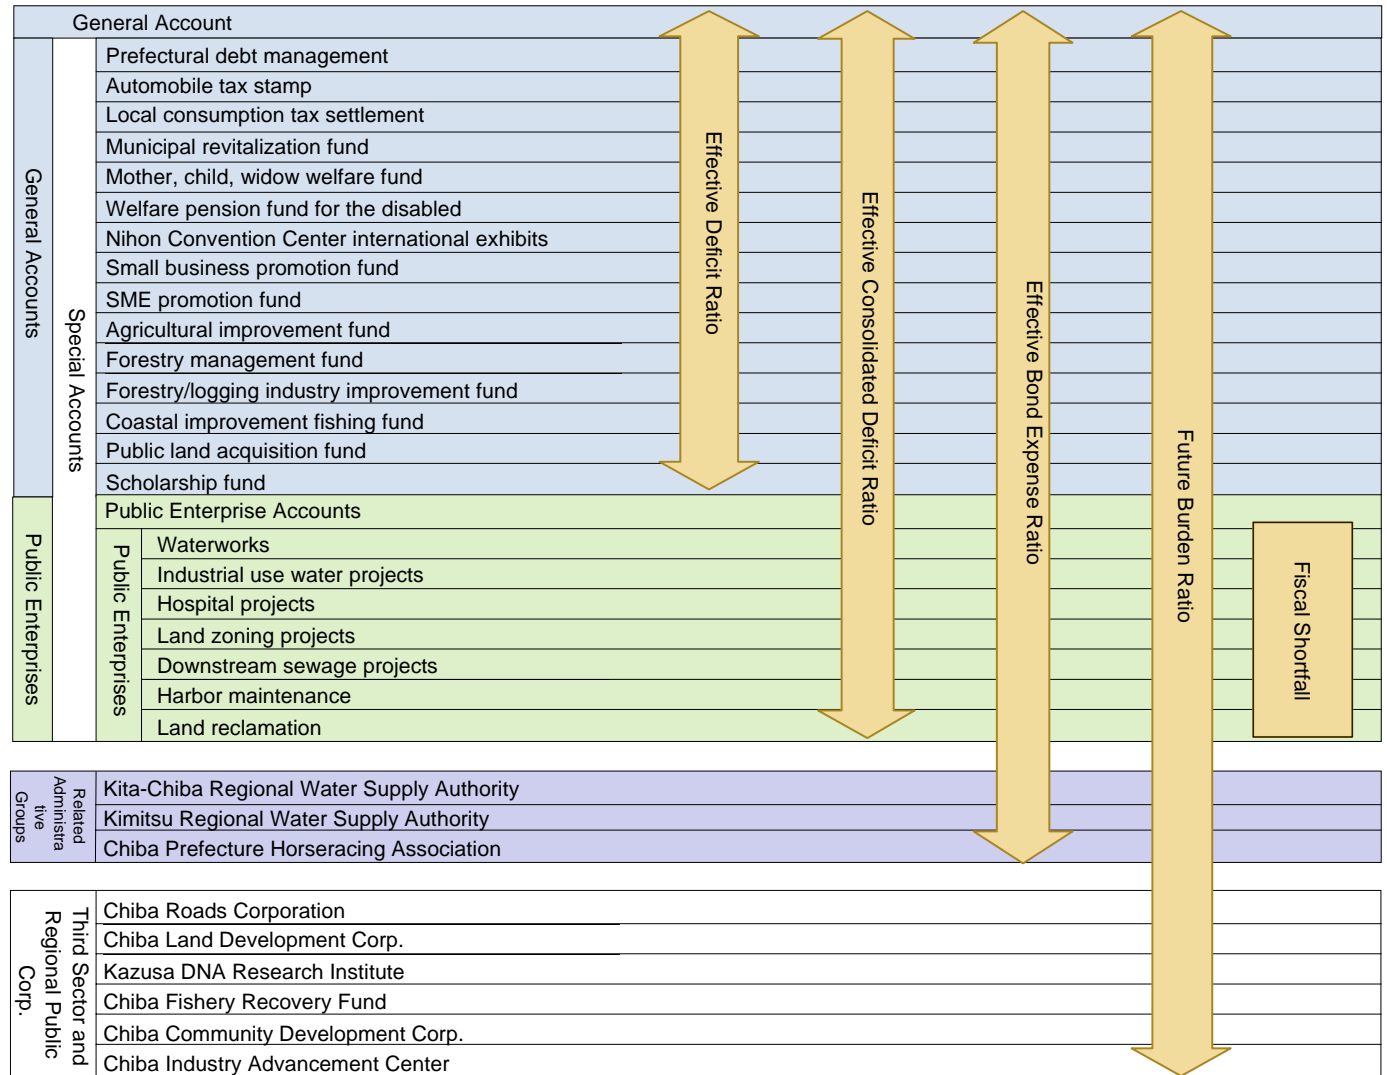 General Account
General Accounts
Special Accounts
Prefectural debt management
Automobile tax stamp
Local consumption tax settlement
Municipal revitalization fund
Mother, child, widow welfare fund
Welfare pension fund for the disabled
Nihon Convention Center international exhibits
Small business promotion fund
SME promotion fund
Agricultural improvement fund
Forestry management fund
Forestry/logging industry improvement fund
Coastal improvement fishing fund
Public land acquisition fund
Scholarship fund
Public Enterprises
Public Enterprise Accounts
Public Enterprises
Waterworks
Industrial use water projects
Hospital projects
Land zoning projects
Downstream sewage projects
Harbor maintenance
Land reclamation
Effective Deficit Ratio
Effective Consolidated Deficit Ratio
Effective Bond Expense Ratio
Future Burden Ratio
Fiscal Shortfall
Related
Administra
tive
Groups
Kita-Chiba Regional Water Supply Authority
Kimitsu Regional Water Supply Authority
Chiba Prefecture Horseracing Association
Third Sector and
Regional Public
Corp.
Chiba Roads Corporation
Chiba Land Development Corp.
Kazusa DNA Research Institute
Chiba Fishery Recovery Fund
Chiba Community Development Corp.
Chiba Industry Advancement Center